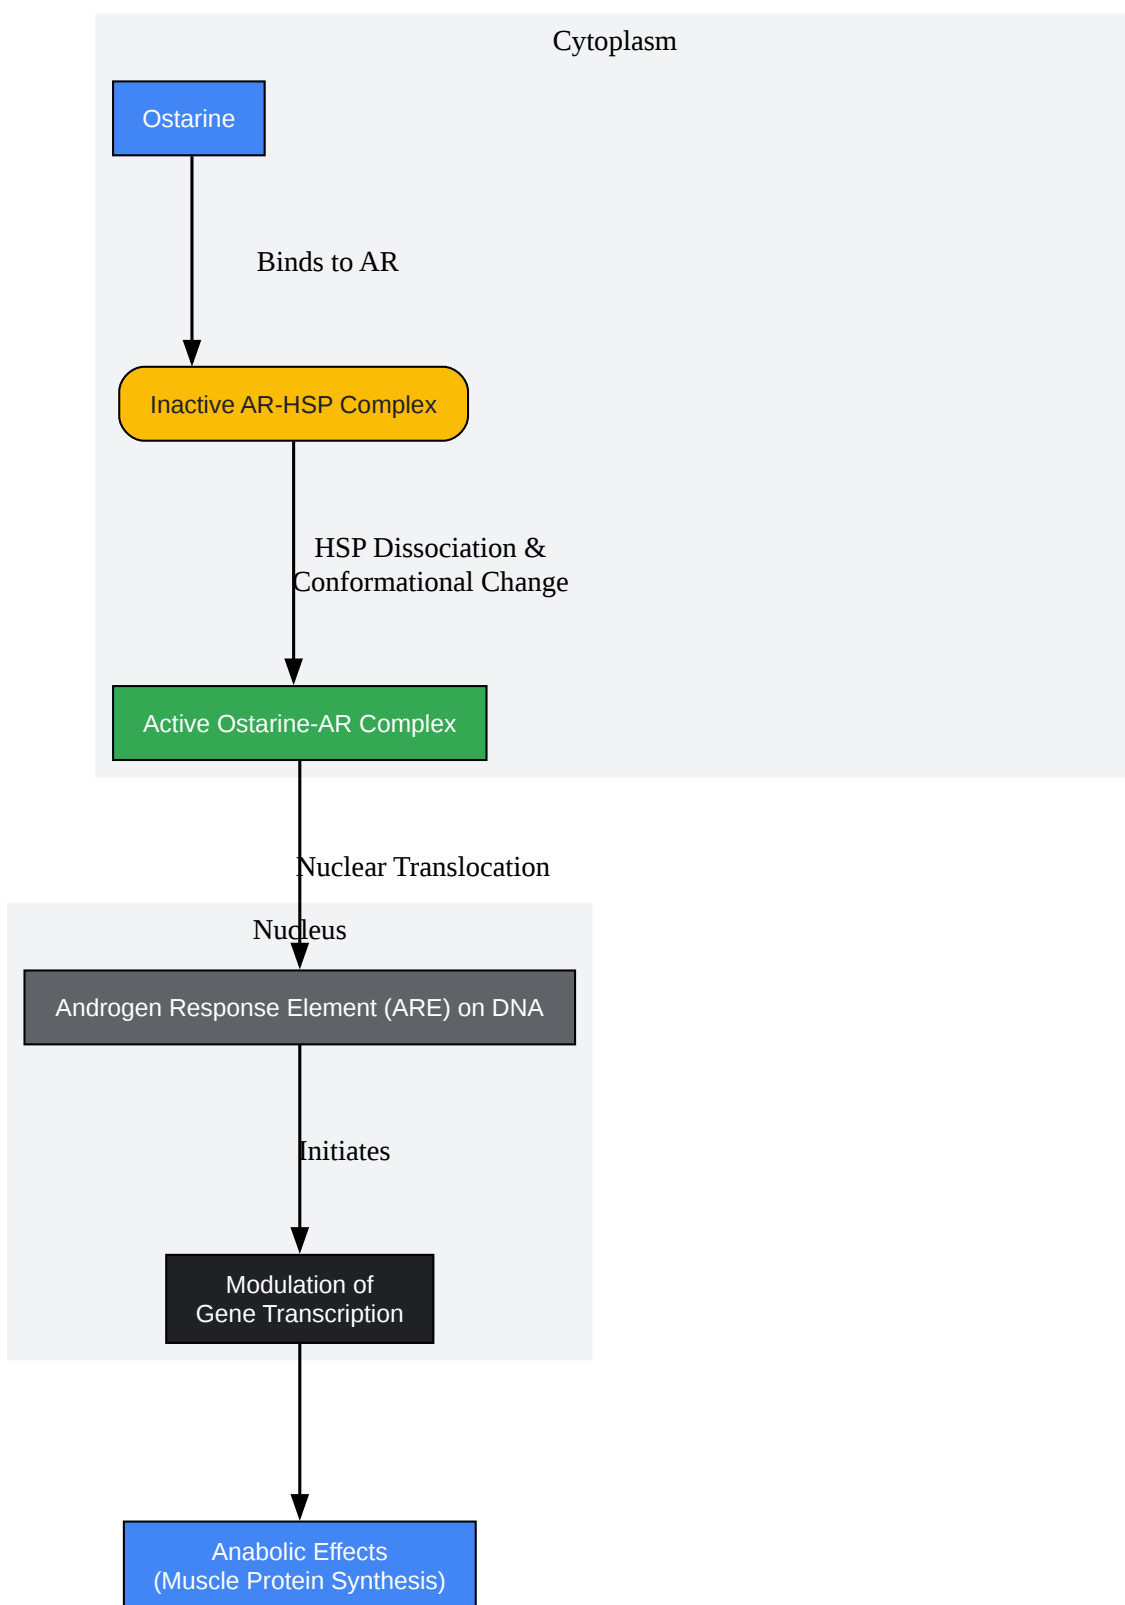 Cytoplasm
Ostarine
Binds to AR
Inactive AR-HSP Complex
HSP Dissociation &
Conformational Change
Active Ostarine-AR Complex
Nuclear Translocation
Nucleus
Androgen Response Element (ARE) on DNA
Initiates
Modulation of
Gene Transcription
Anabolic Effects
(Muscle Protein Synthesis)